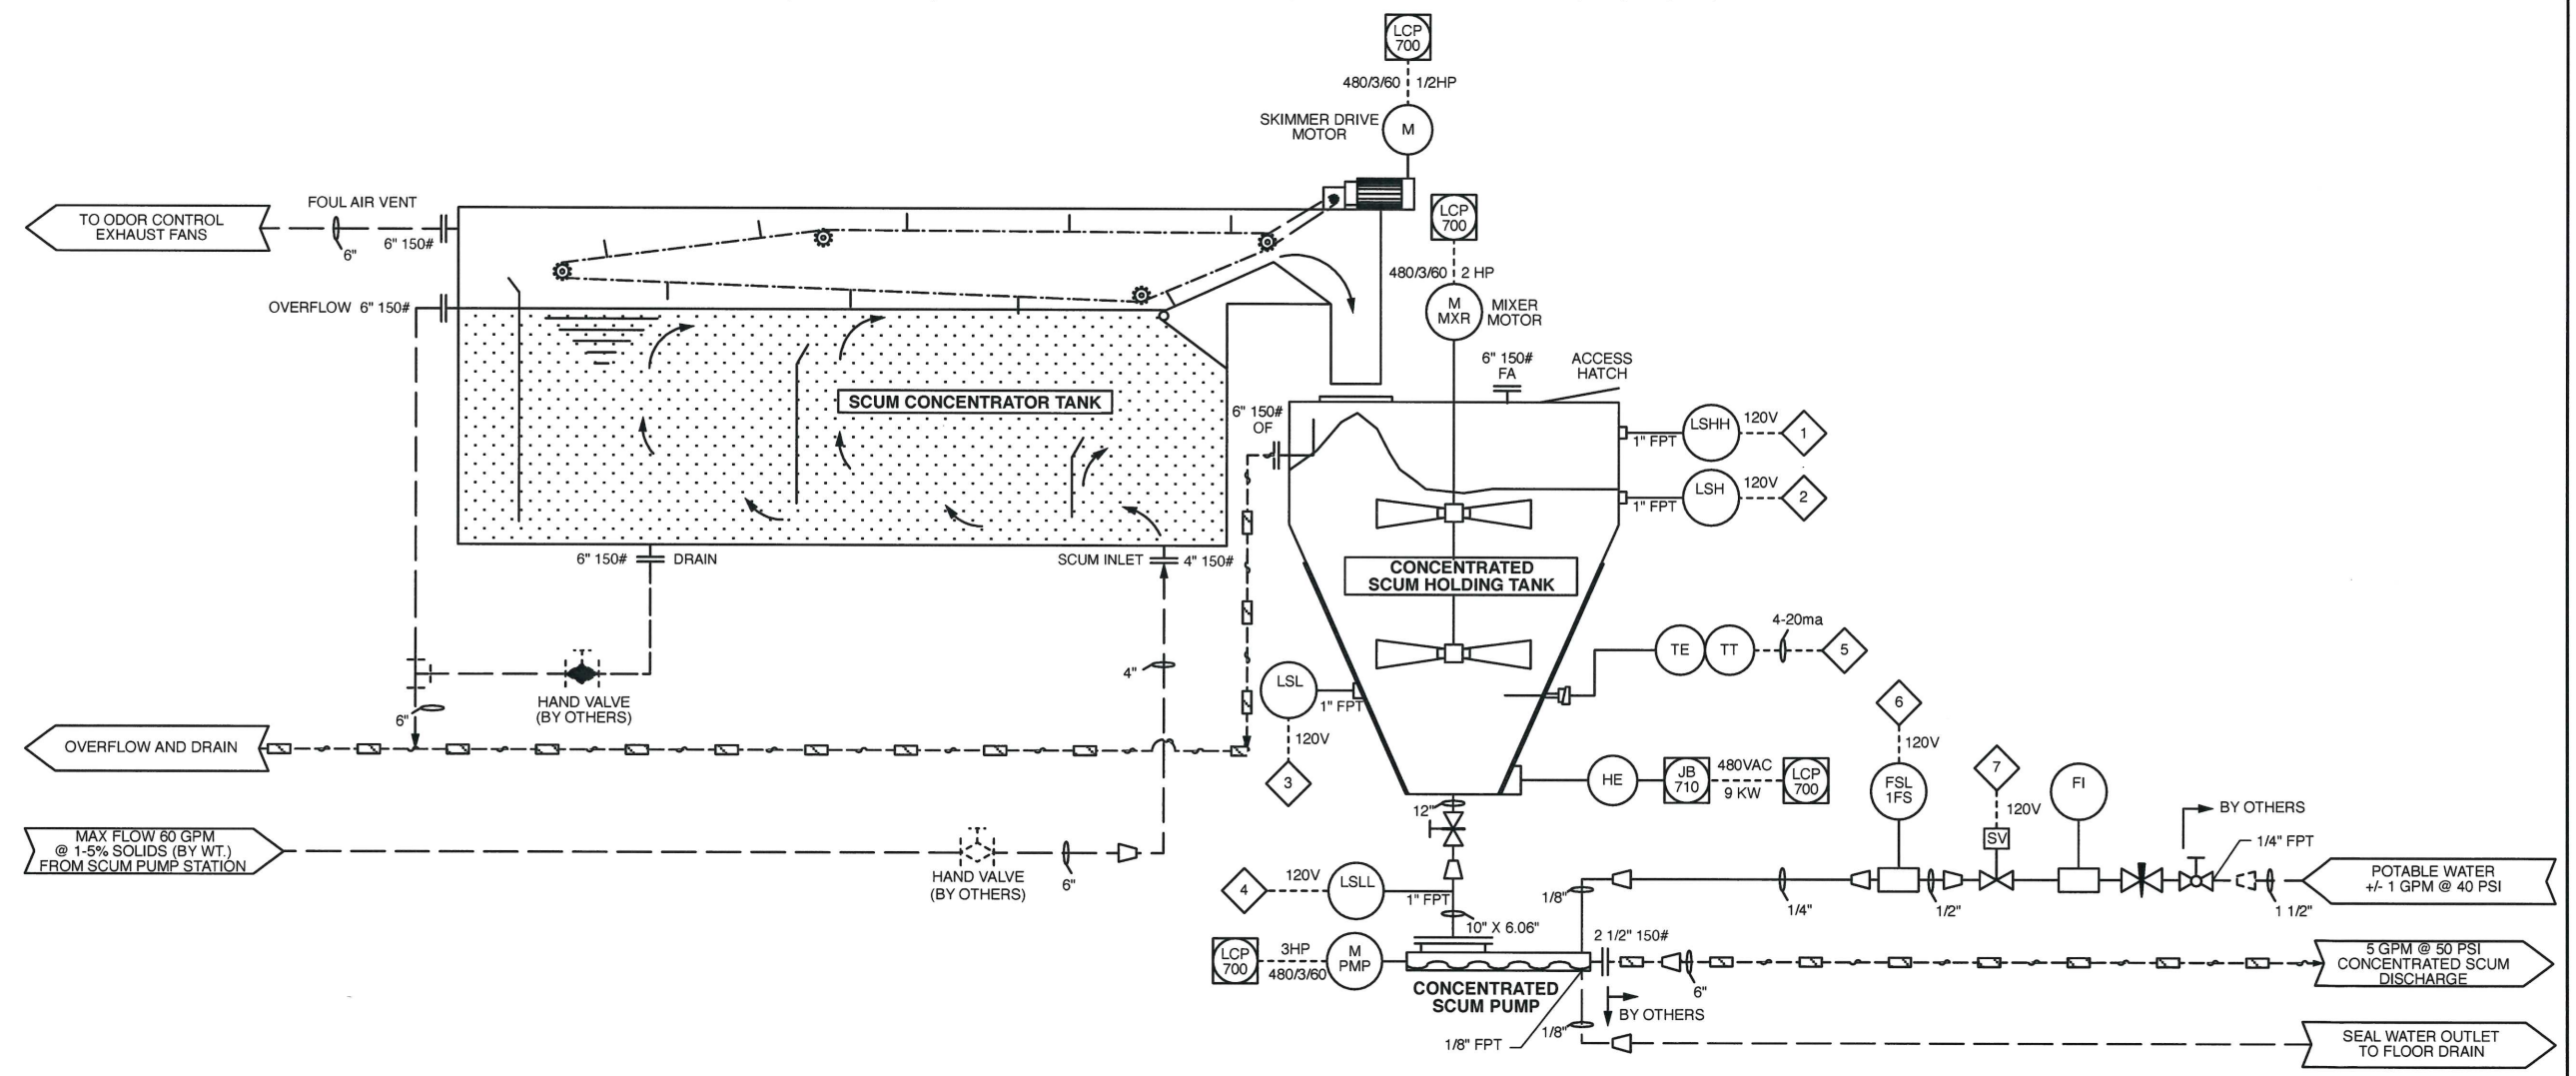 LCP
700
480/3/60 1/2HP
SKIMMER DRIVE
MOTOR
M
TO ODOR CONTROL
EXHAUST FANS
FOUL AIR VENT
6"
6" 150#
LCP
700
480/3/60 2 HP
M
MXR
MIXER
MOTOR
OVERFLOW 6" 150#
6" 150#
FA
ACCESS
HATCH
SCUM CONCENTRATOR TANK
6" 150#
OF
LSHH
120V
1
1" FPT
LSH
120V
2
1" FPT
6" 150#
DRAIN
SCUM INLET
4" 150#
CONCENTRATED
SCUM HOLDING TANK
4"
HAND VALVE
(BY OTHERS)
6"
LSL
1" FPT
120V
3
TE
TT
4-20ma
5
OVERFLOW AND DRAIN
6
120V
FSL
1FS
7
120V
SV
FI
BY OTHERS
1/4" FPT
HE
JB
710
480VAC
9 KW
LCP
700
MAX FLOW 60 GPM
@ 1-5% SOLIDS (BY WT.)
FROM SCUM PUMP STATION
HAND VALVE
(BY OTHERS)
6"
12"
4
120V
LSLL
1" FPT
10" X 6.06"
1/8"
1/4"
1/2"
1 1/2"
POTABLE WATER
+/- 1 GPM @ 40 PSI
LCP
700
3HP
480/3/60
M
PMP
2 1/2" 150#
6"
5 GPM @ 50 PSI
CONCENTRATED SCUM
DISCHARGE
CONCENTRATED
SCUM PUMP
BY OTHERS
1/8"
1/8" FPT
SEAL WATER OUTLET
TO FLOOR DRAIN